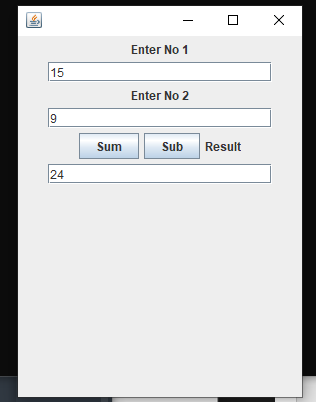 Enter No 1
15
Enter No 2
9
Sum Sub Result
24